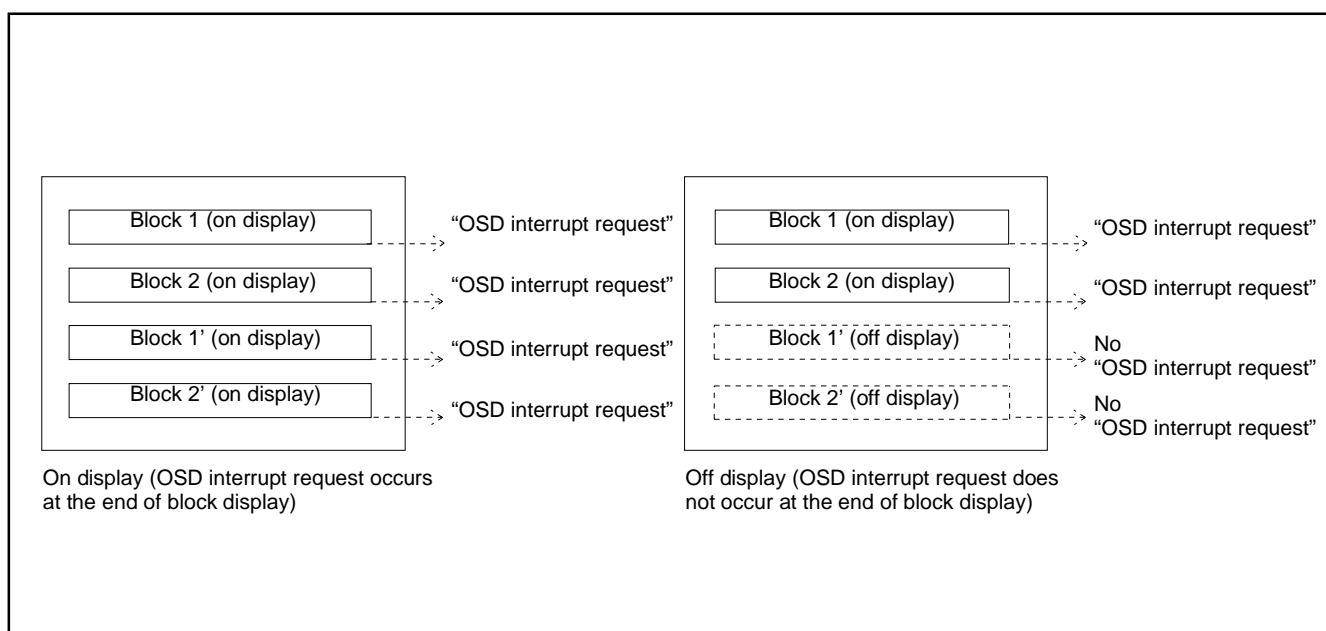 Block 1 (on display)
“OSD interrupt request”
Block 2 (on display)
“OSD interrupt request”
Block 1’ (on display)
“OSD interrupt request”
Block 2’ (on display)
“OSD interrupt request”
On display (OSD interrupt request occurs
at the end of block display)
Block 1 (on display)
“OSD interrupt request”
Block 2 (on display)
“OSD interrupt request”
Block 1’ (off display)
No
“OSD interrupt request”
Block 2’ (off display)
No
“OSD interrupt request”
Off display (OSD interrupt request does
not occur at the end of block display)